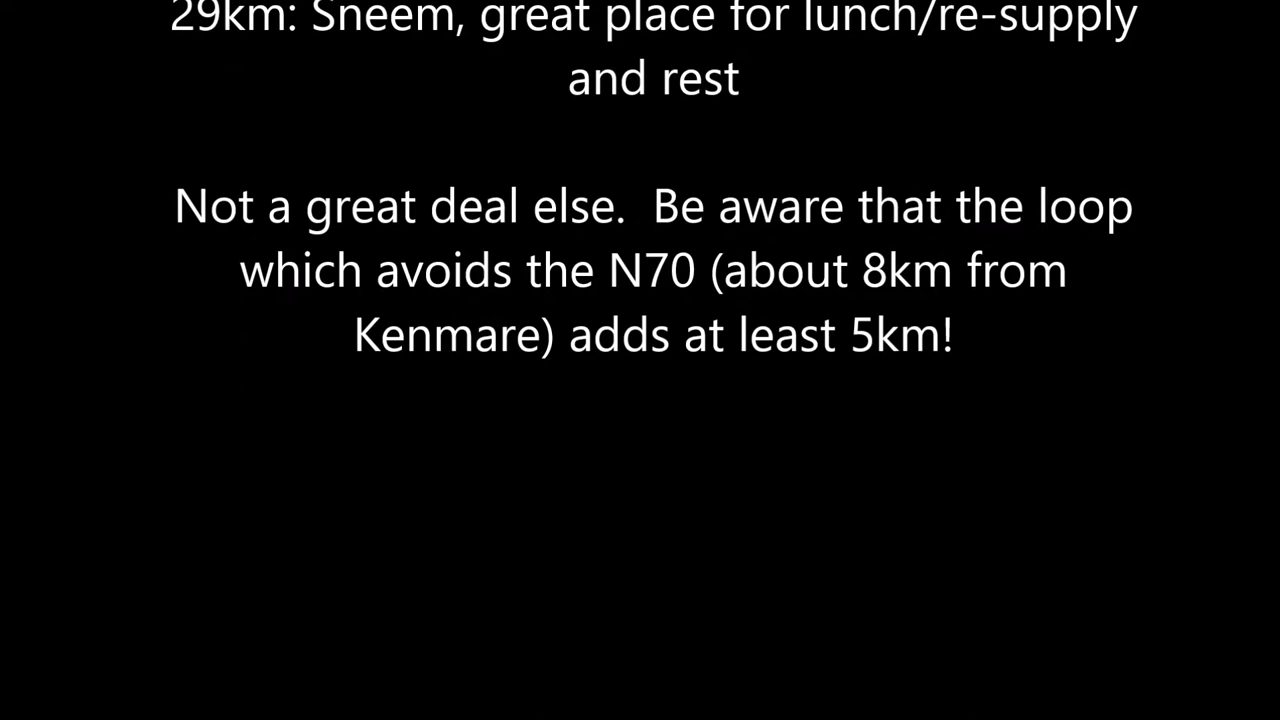 29km: Sneem, great place for lunch/re-supply
and rest
Not a great deal else.  Be aware that the loop
which avoids the N70 (about 8km from
Kenmare) adds at least 5km!